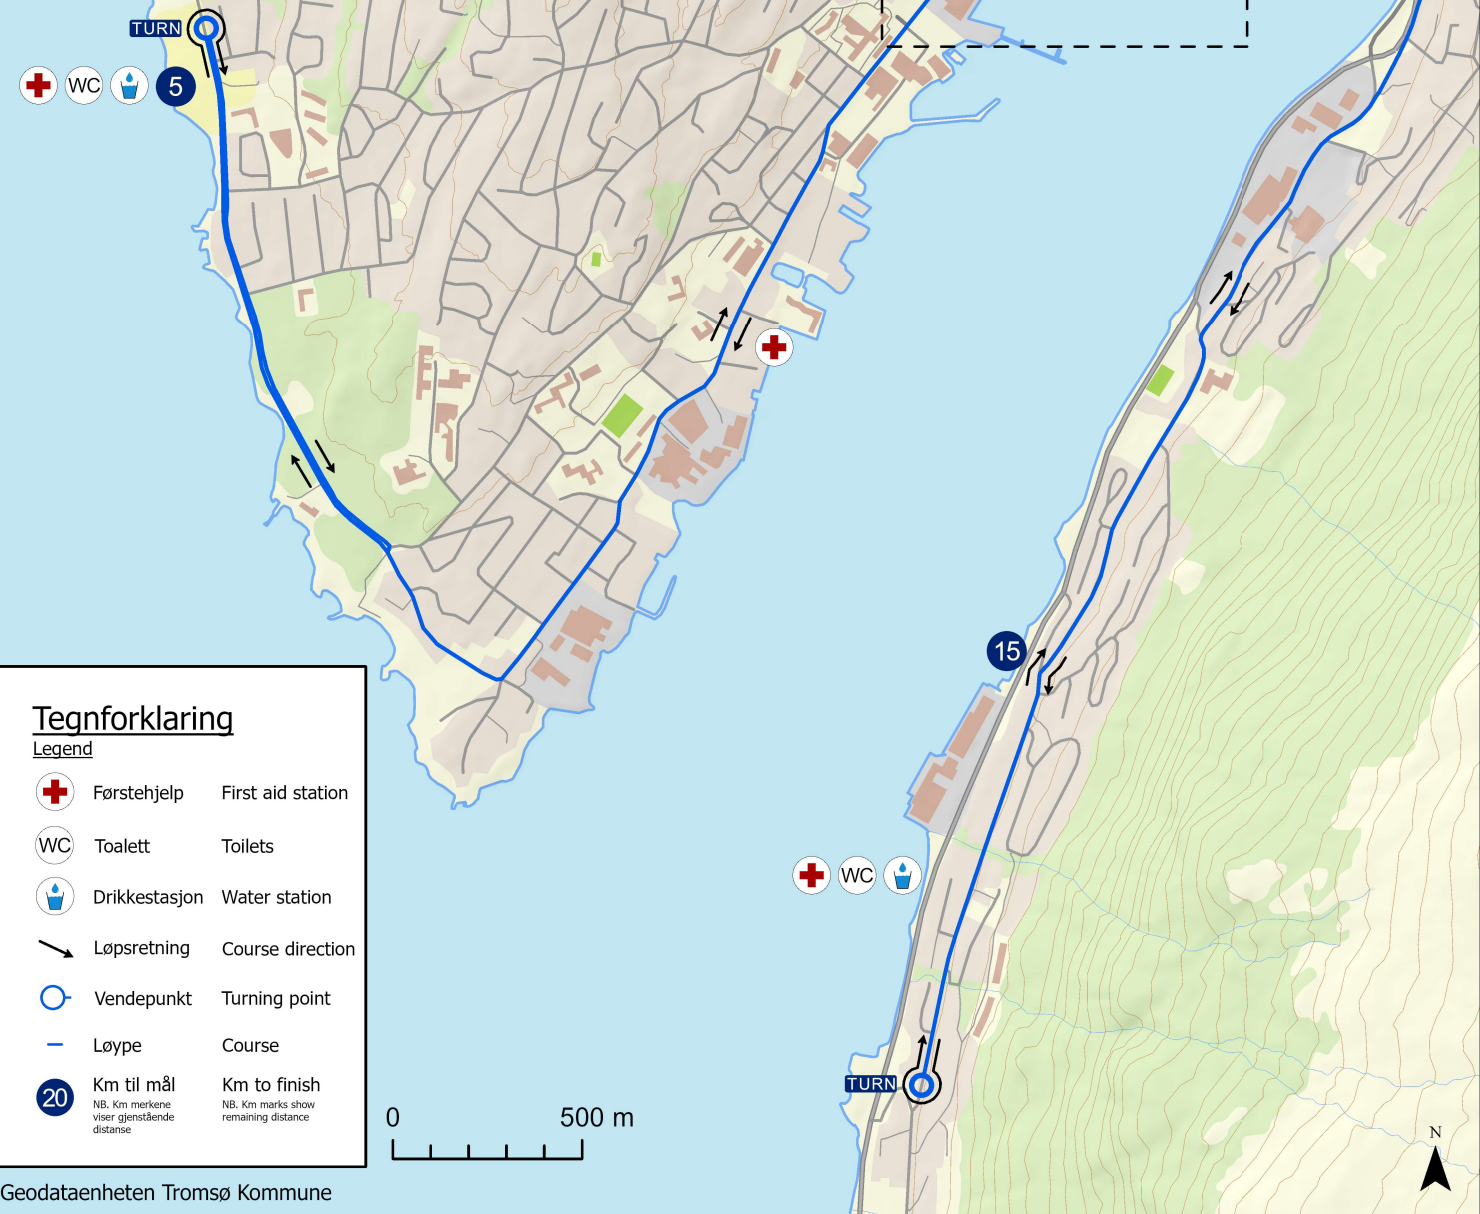 TURN
WC
5
15
WC
TURN
Tegnforklaring
Legend
Førstehjelp First aid station
WC Toalett Toilets
Drikkestasjon Water station
Løpsretning Course direction
Vendepunkt Turning point
Løype Course
20 Km til mål Km to finish
NB. Km merkene NB. Km marks show
viser gjenstående remaining distance
distanse
0 500 m
N
Geodataenheten Tromsø Kommune